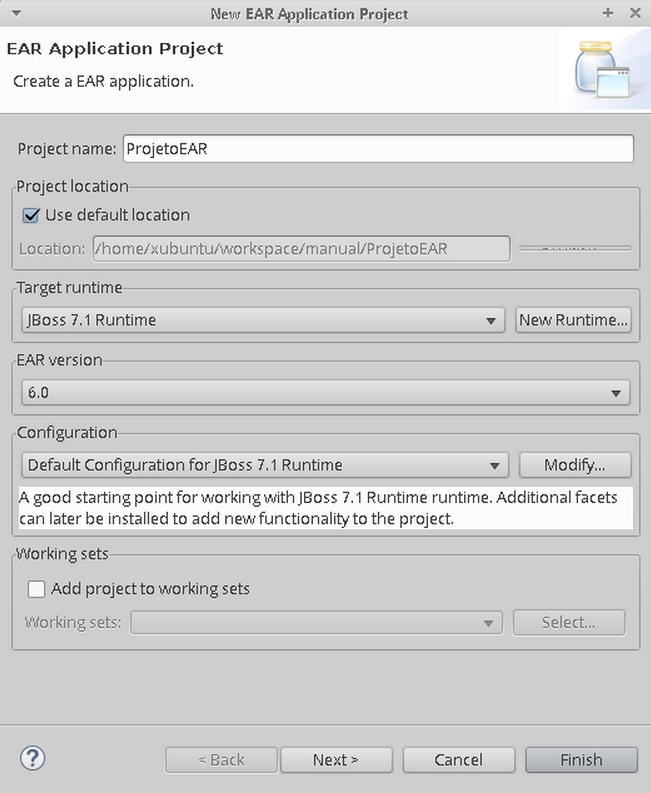 New EAR Application Project
EAR Application Project
Create a EAR application.
Project name: ProjetoEAR
Project location
Use default location
Location: /home/xubuntu/workspace/manual/ProjetoEAR
Target runtime
JBoss 7.1 Runtime New Runtime...
EAR version
6.0
Configuration
Default Configuration for JBoss 7.1 Runtime Modify...
A good starting point for working with JBoss 7.1 Runtime runtime. Additional facets
can later be installed to add new functionality to the project.
Working sets
Add project to working sets
Working sets: Select...
? < Back Next > Cancel Finish